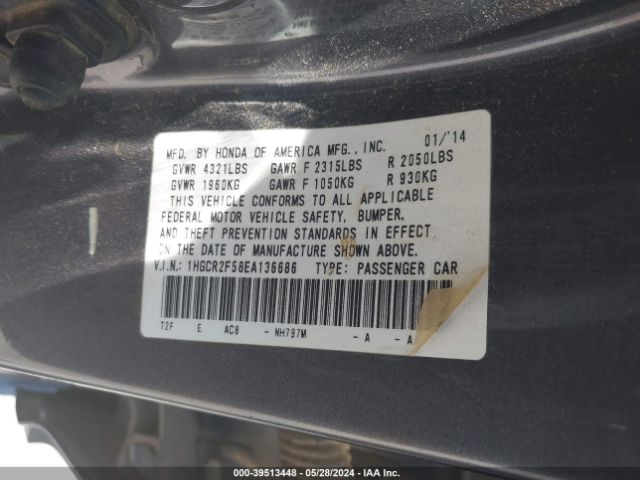 MFD. BY HONDA OF AMERICA MFG., INC. 01/'14
GVWR 4321LBS GAWR F 2315LBS R 2050LBS
GVWR 1960KG GAWR F 1050KG R 930KG
THIS VEHICLE CONFORMS TO ALL APPLICABLE
FEDERAL MOTOR VEHICLE SAFETY, BUMPER,
AND THEFT PREVENTION STANDARDS IN EFFECT
ON THE DATE OF MANUFACTURE SHOWN ABOVE.
V.I.N.: 1HGCR2F58EA136686 TYPE: PASSENGER CAR
T2F E AC8 - NH797M - A - A
000-39513448 - 05/28/2024 - IAA Inc.